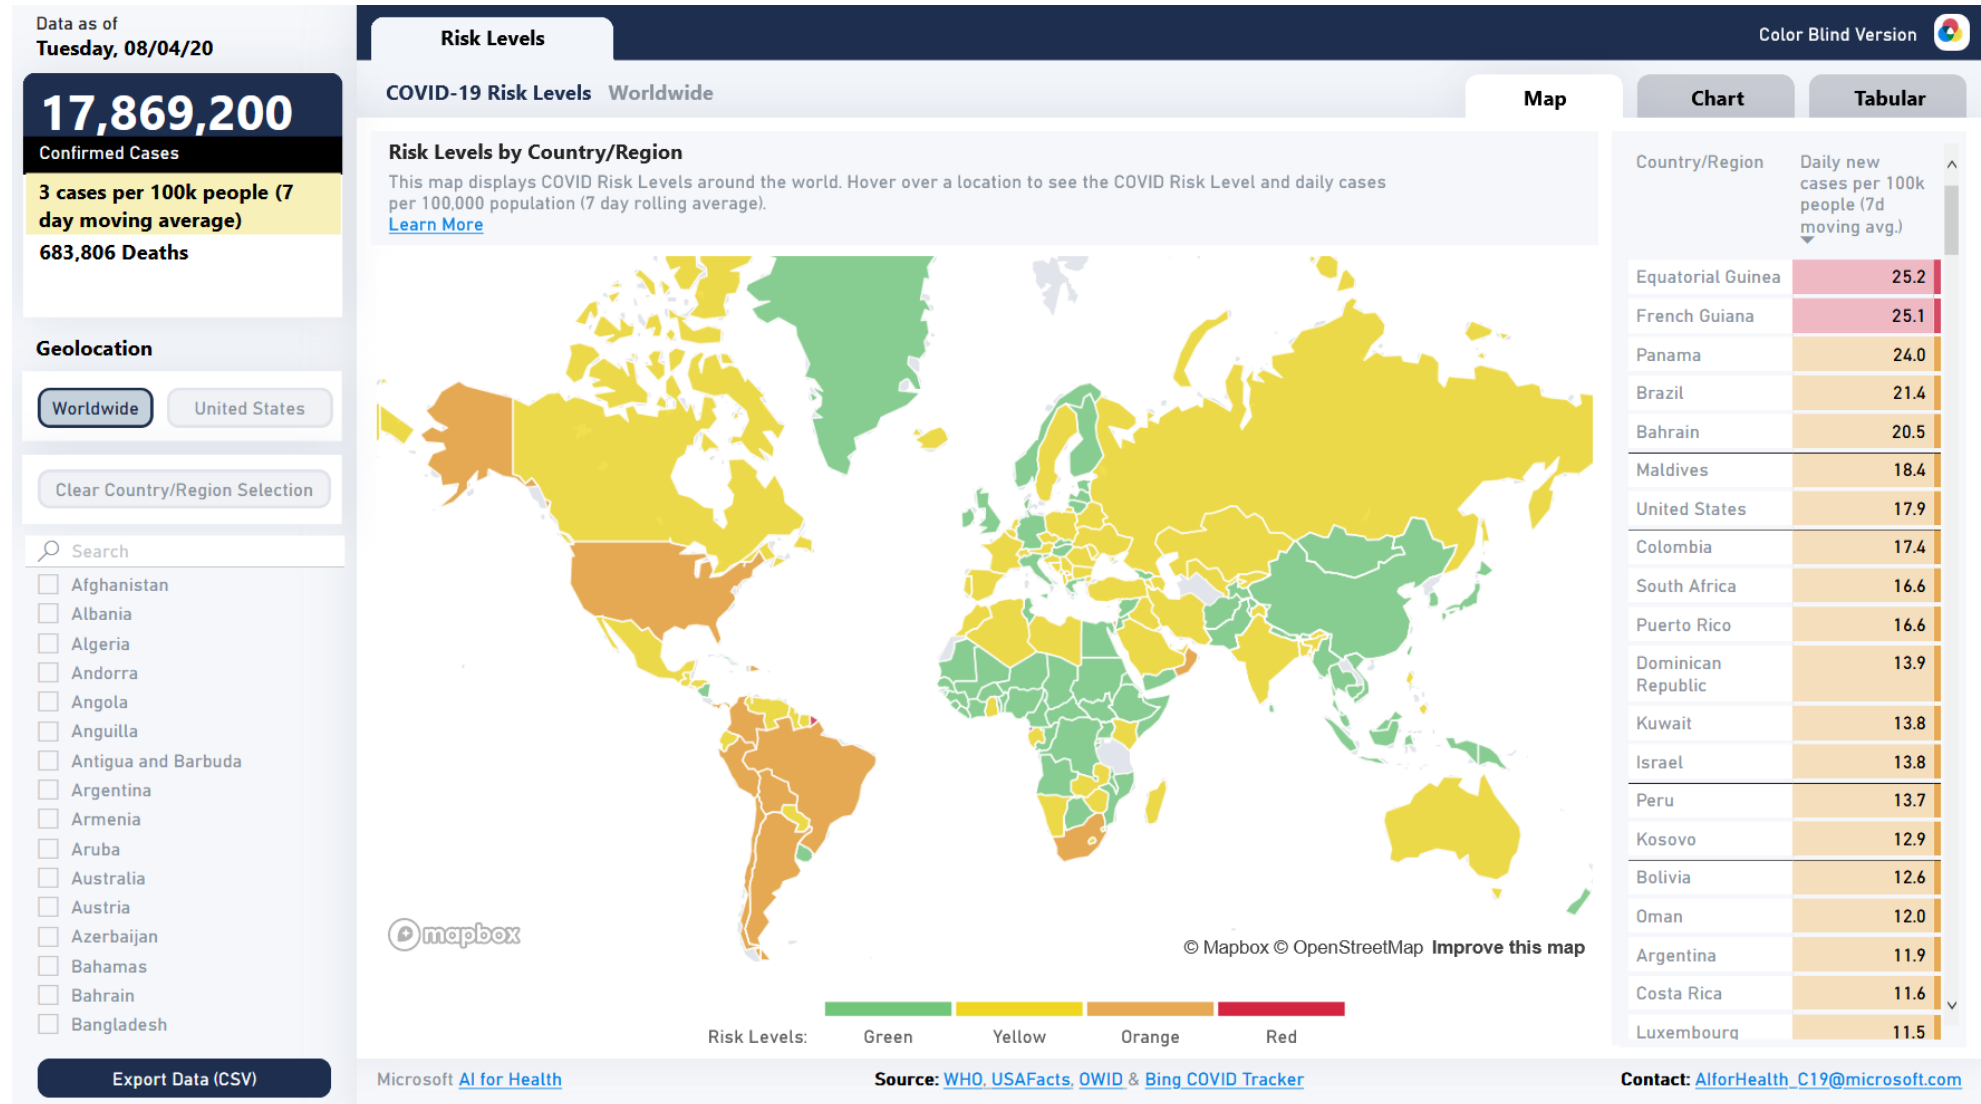 Data as of
Tuesday, 08/04/20
17,869,200
Confirmed Cases
3 cases per 100k people (7
day moving average)
683,806 Deaths
Geolocation
Worldwide
United States
Clear Country/Region Selection
Search
Afghanistan
Albania
Algeria
Andorra
Angola
Anguilla
Antigua and Barbuda
Argentina
Armenia
Aruba
Australia
Austria
Azerbaijan
Bahamas
Bahrain
Bangladesh
Export Data (CSV)
Risk Levels
Color Blind Version
COVID-19 Risk Levels Worldwide
Map
Chart
Tabular
Risk Levels by Country/Region
This map displays COVID Risk Levels around the world. Hover over a location to see the COVID Risk Level and daily cases
per 100,000 population (7 day rolling average).
Learn More
mapbox
© Mapbox © OpenStreetMap Improve this map
Risk Levels:
Green
Yellow
Orange
Red
Country/Region
Daily new
cases per 100k
people (7d
moving avg.)
Equatorial Guinea 25.2
French Guiana 25.1
Panama 24.0
Brazil 21.4
Bahrain 20.5
Maldives 18.4
United States 17.9
Colombia 17.4
South Africa 16.6
Puerto Rico 16.6
Dominican 13.9
Republic
Kuwait 13.8
Israel 13.8
Peru 13.7
Kosovo 12.9
Bolivia 12.6
Oman 12.0
Argentina 11.9
Costa Rica 11.6
Luxembourg 11.5
Microsoft AI for Health
Source: WHO, USAFacts, OWID & Bing COVID Tracker
Contact: AIforHealth_C19@microsoft.com